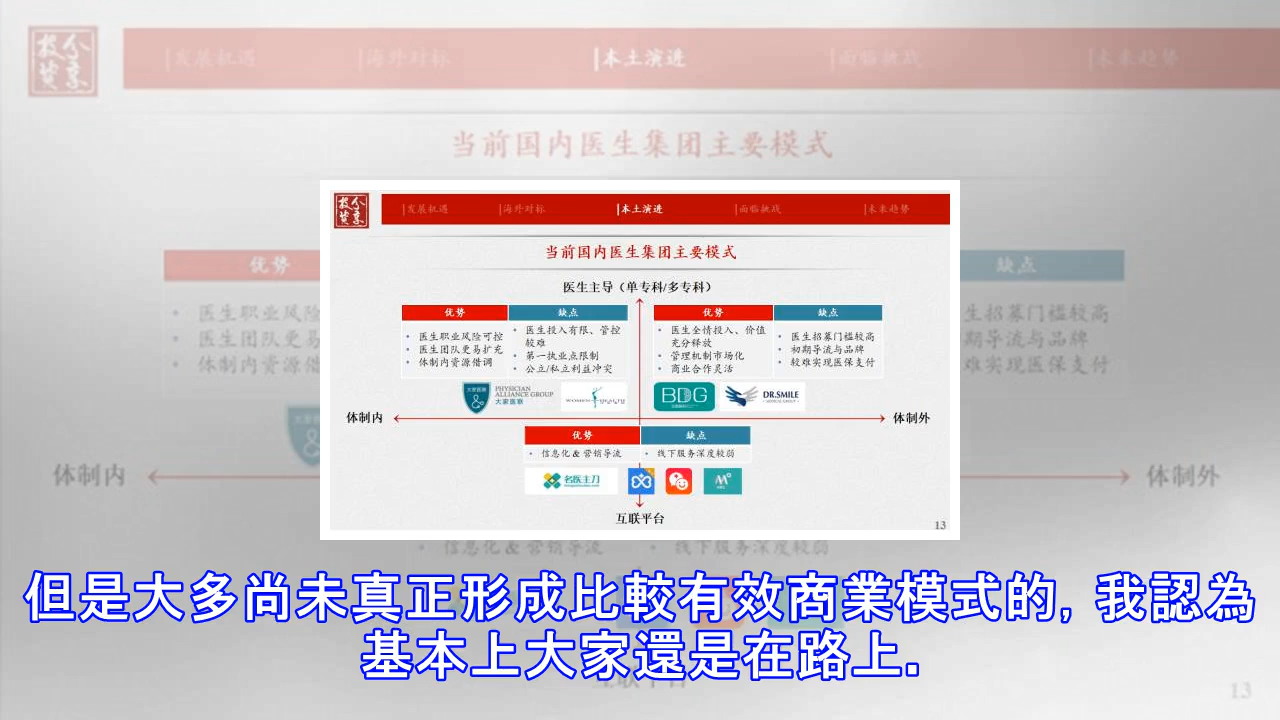 发展机遇
海外对标
本土演进
面临挑战
未来趋势
当前国内医生集团主要模式
医生主导（单专科/多专科）
优势
缺点
• 医生职业风险可控
• 医生团队更易扩充
• 体制内资源借调
• 医生投入有限、管控
较难
• 第一执业点限制
• 公立/私立利益冲突
优势
缺点
• 医生全情投入、价值
充分释放
• 管理机制市场化
• 商业合作灵活
• 医生招募门槛较高
• 初期导流与品牌
• 较难实现医保支付
PHYSICIAN
ALLIANCE GROUP
大家医联
BDG
DR.SMILE
体制内
体制外
优势
缺点
• 信息化 & 营销导流
• 线下服务深度较弱
名医主刀
互联平台
13
但是大多尚未真正形成比較有效商業模式的, 我認為
基本上大家還是在路上.